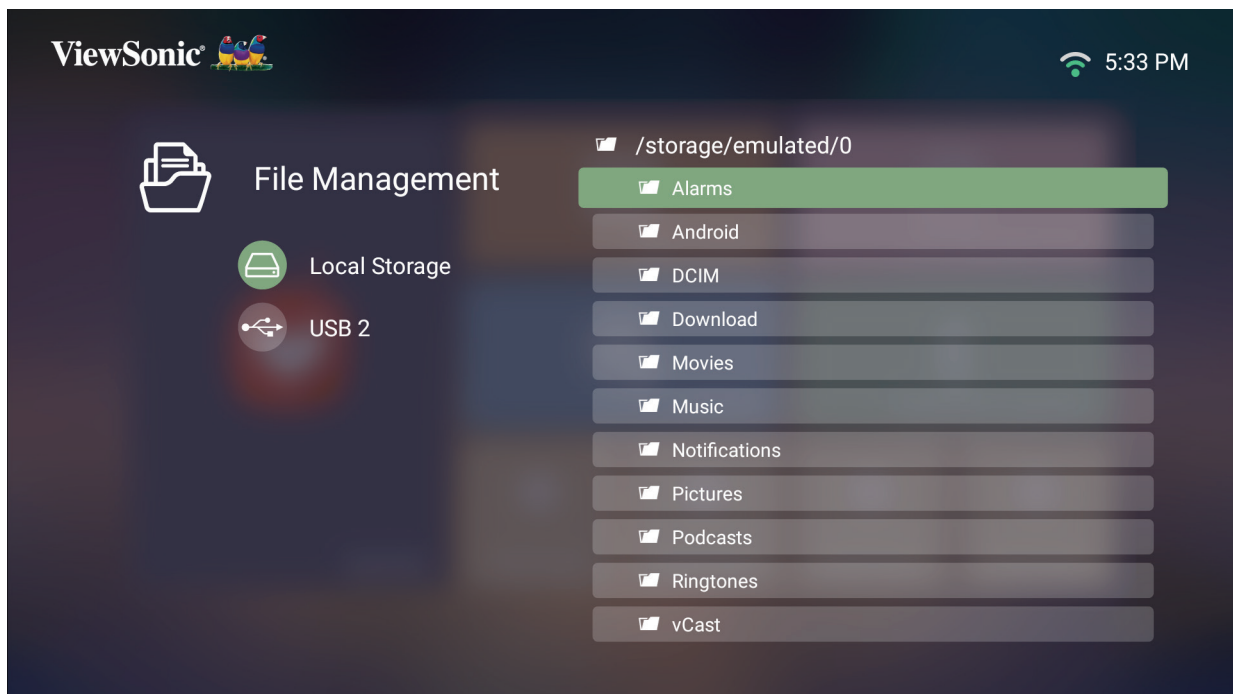 ViewSonic®
5:33 PM
File Management
Local Storage
USB 2
/storage/emulated/0
Alarms
Android
DCIM
Download
Movies
Music
Notifications
Pictures
Podcasts
Ringtones
vCast